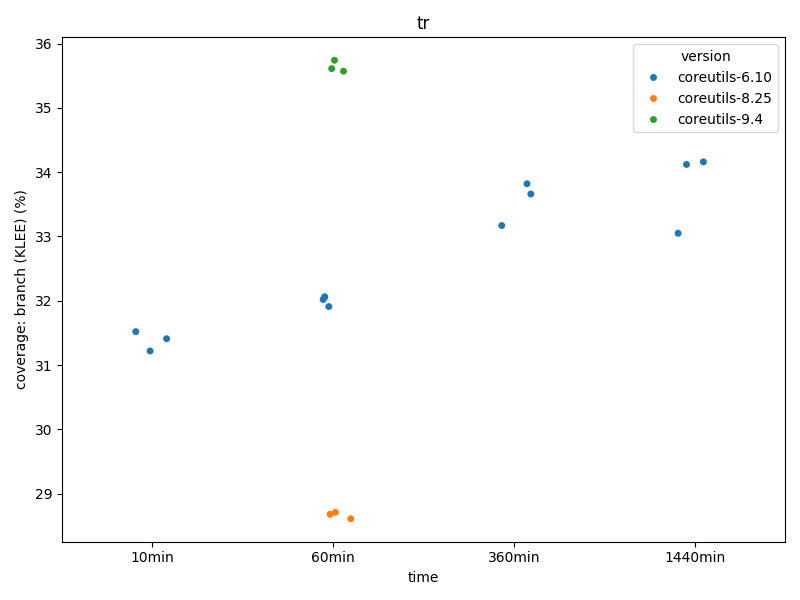 tr
coverage: branch (KLEE) (%)
36
35
34
33
32
31
30
29
version
coreutils-6.10
coreutils-8.25
coreutils-9.4
10min
60min
360min
1440min
time